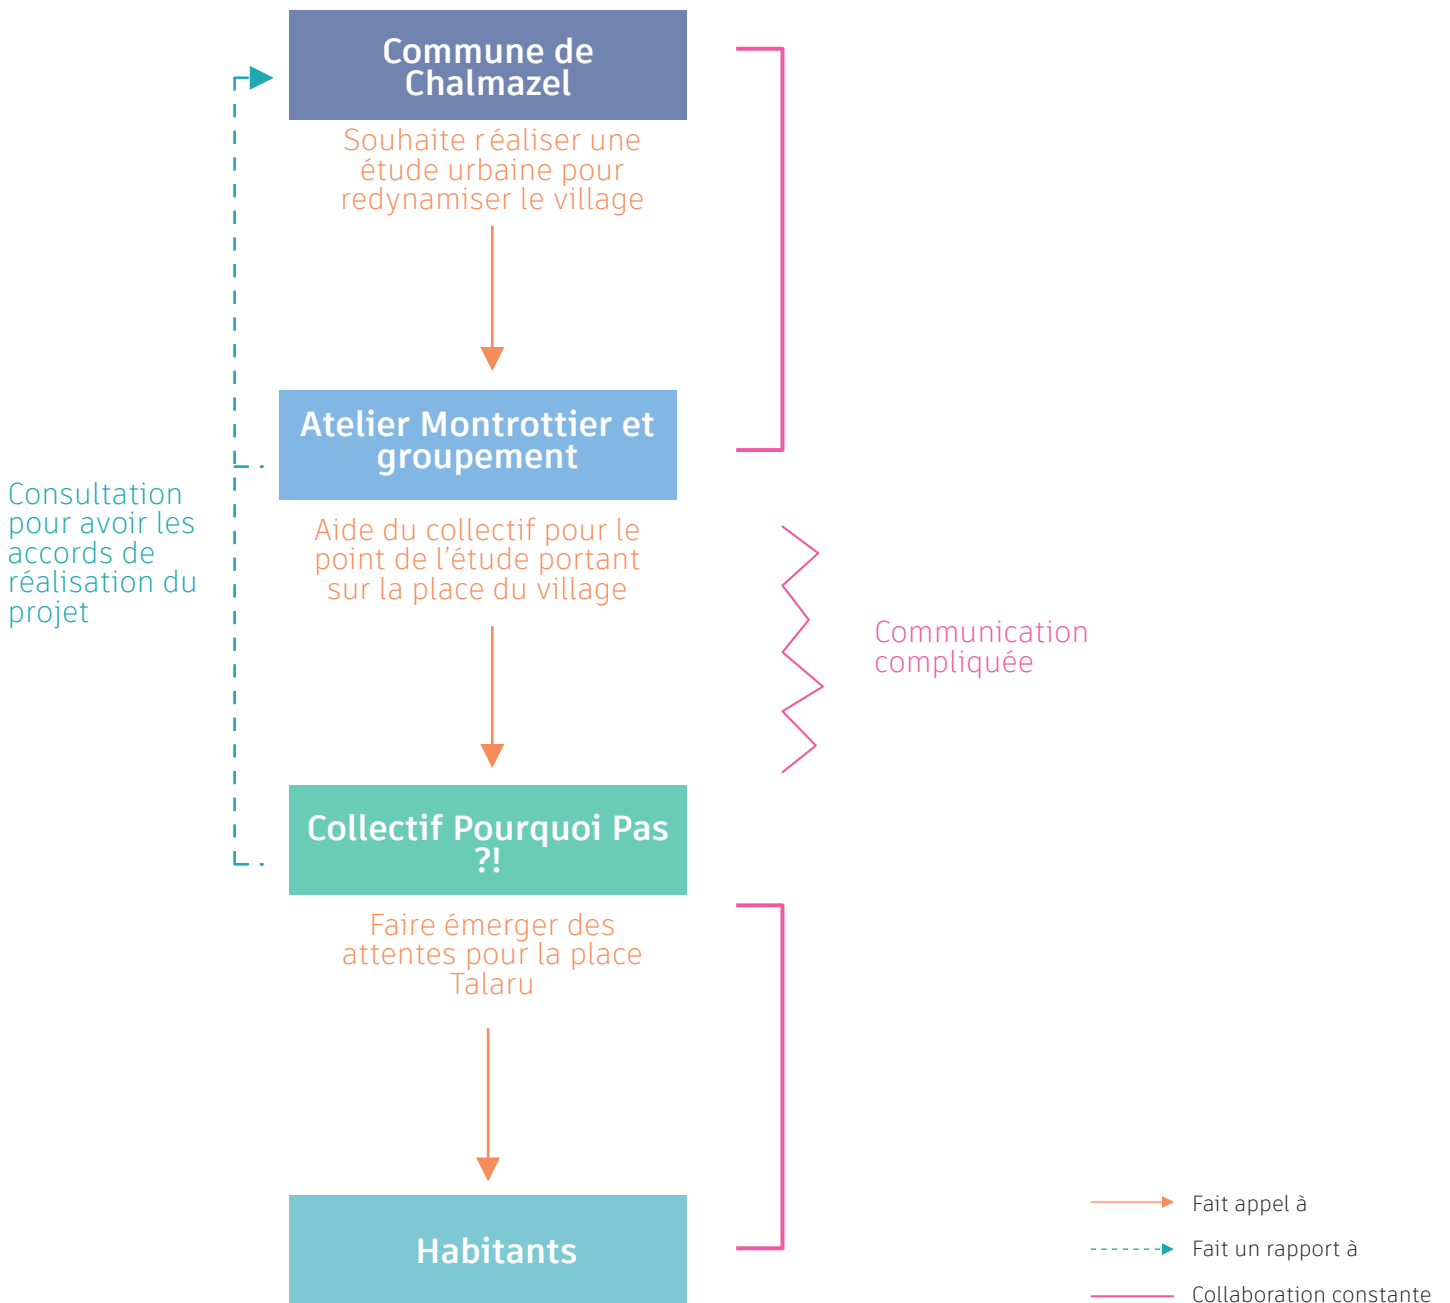 Commune de
Chalmazel
Souhaite réaliser une
étude urbaine pour
redynamiser le village
Atelier Montrottier et
groupement
Consultation
pour avoir les
accords de
réalisation du
projet
Aide du collectif pour le
point de l'étude portant
sur la place du village
Communication
compliquée
Collectif Pourquoi Pas
?!
Faire émerger des
attentes pour la place
Talaru
Habitants
Fait appel à
Fait un rapport à
Collaboration constante